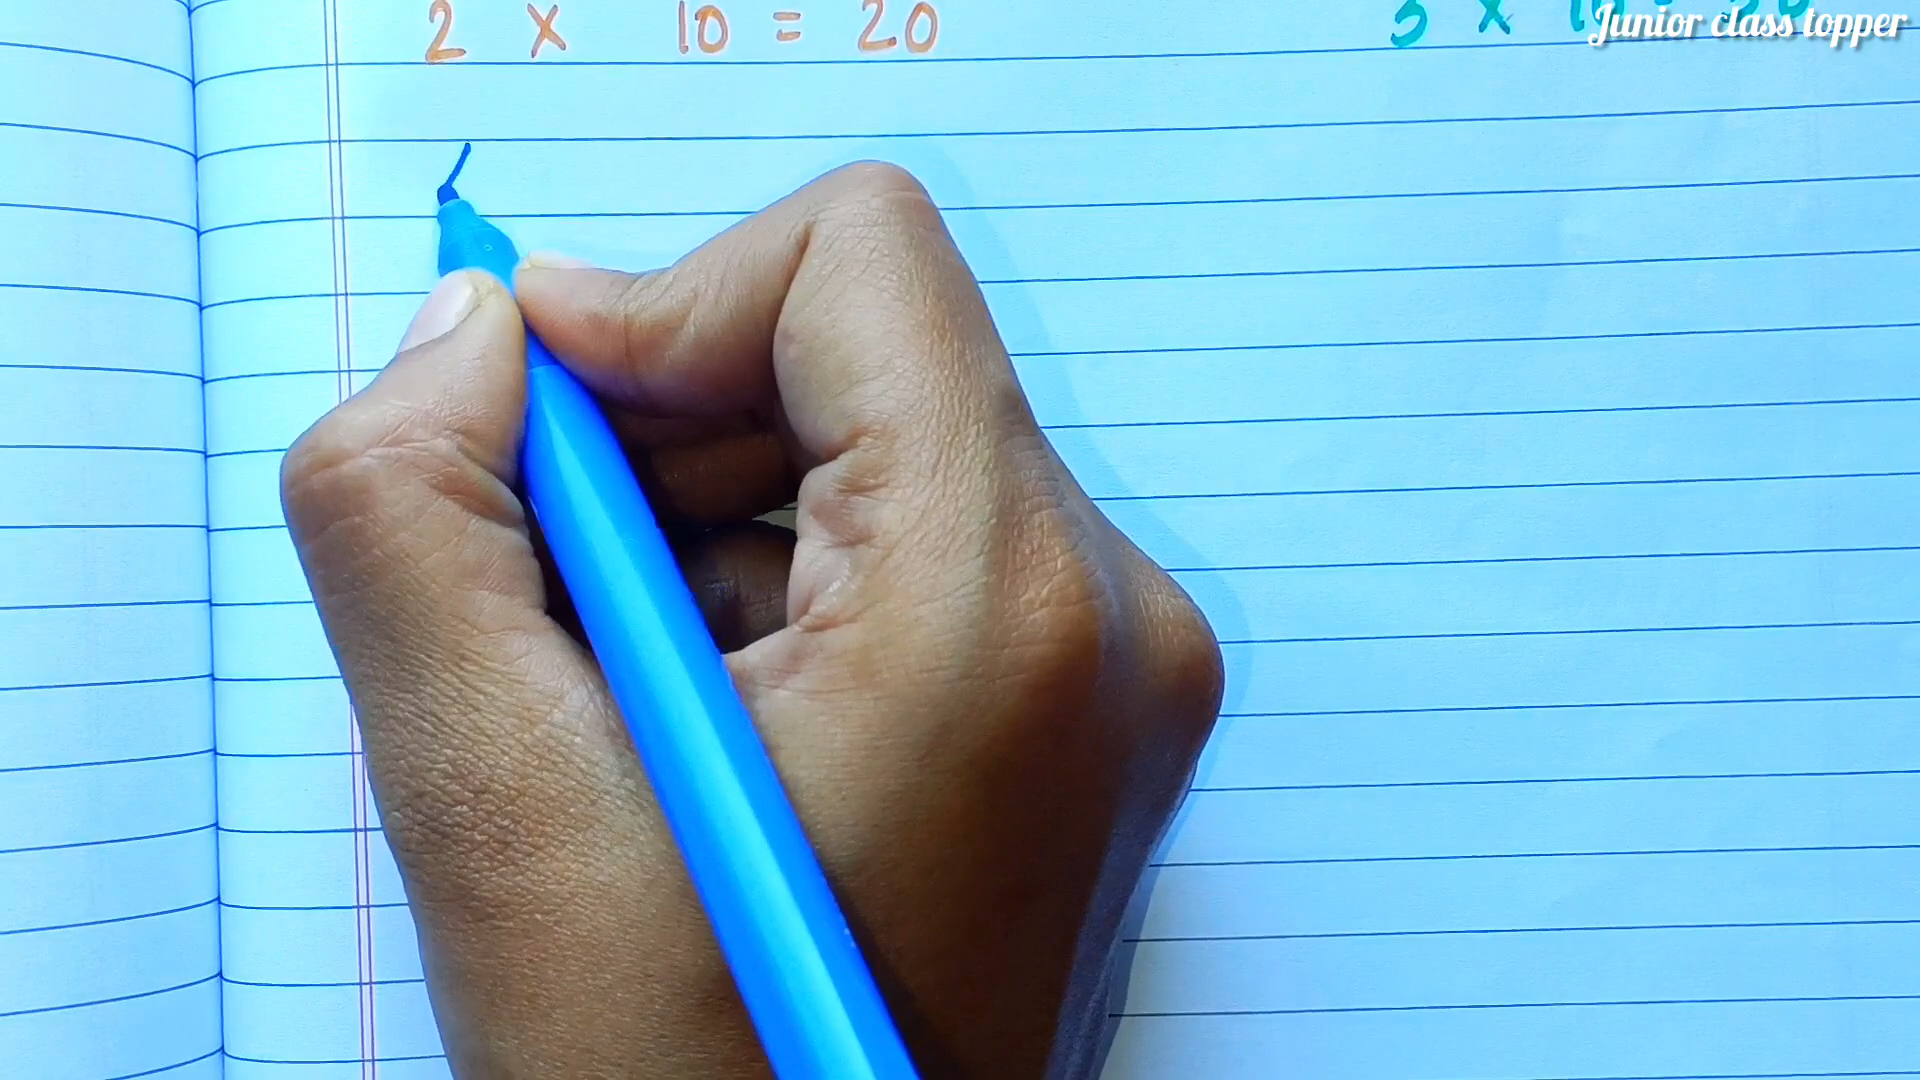 2 x 10 = 20
Junior class topper